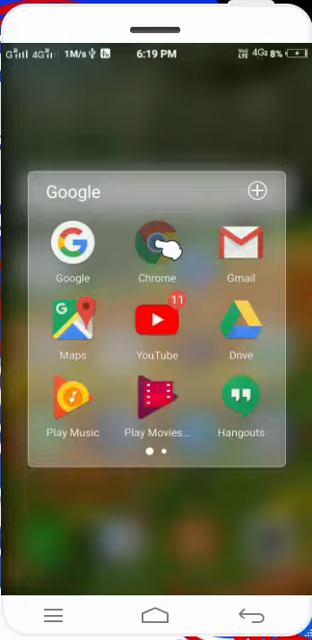 4G 1M/s 6:19 PM 4G 8%
Google
Google Chrome Gmail
11
Maps YouTube Drive
Play Music Play Movies... Hangouts